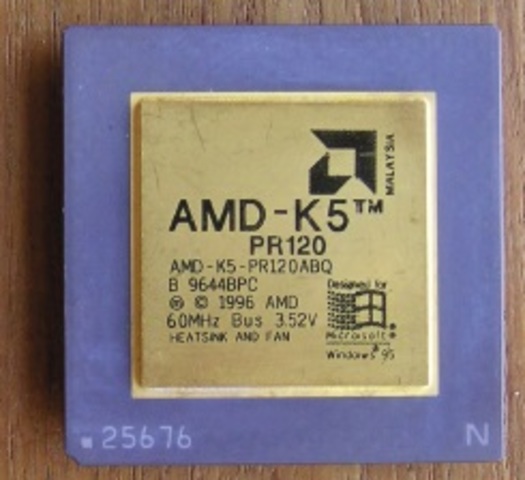 MALAYSIA
AMD-K5™
PR120
AMD-K5-PR120ABQ
B 9644BPC
Ⓜ © 1996 AMD
60MHz Bus 3.52V
HEATSINK AND FAN
Designed for
Microsoft®
Windows®95
25676
N